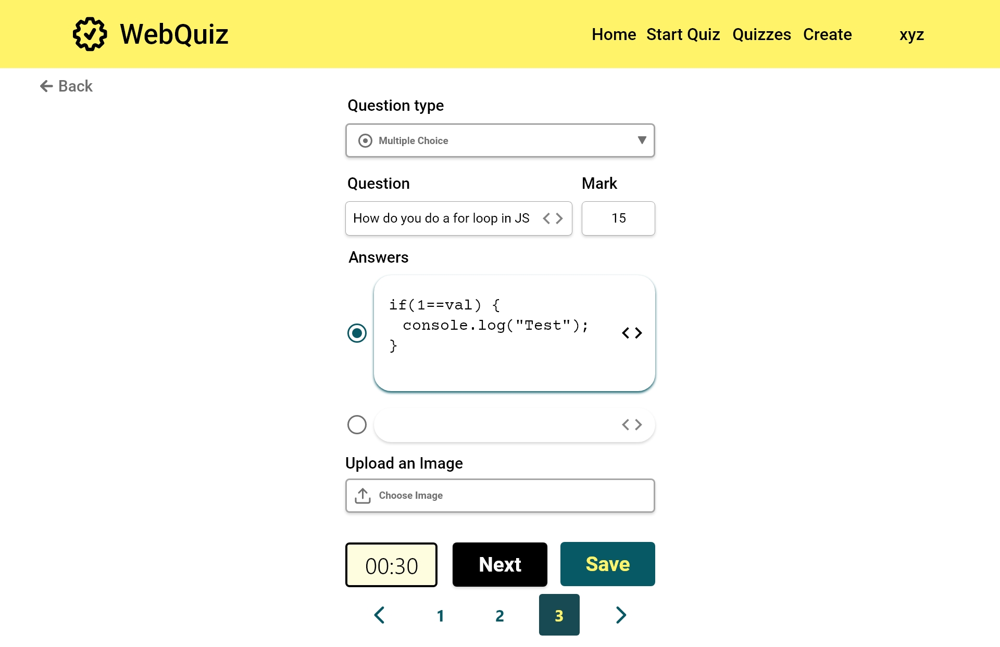 WebQuiz
Home Start Quiz Quizzes Create xyz
Back
Question type
Multiple Choice
Question Mark
How do you do a for loop in JS 15
Answers
if(1==val) {
console.log("Test");
}
Upload an Image
Choose Image
00:30 Next Save
1 2 3